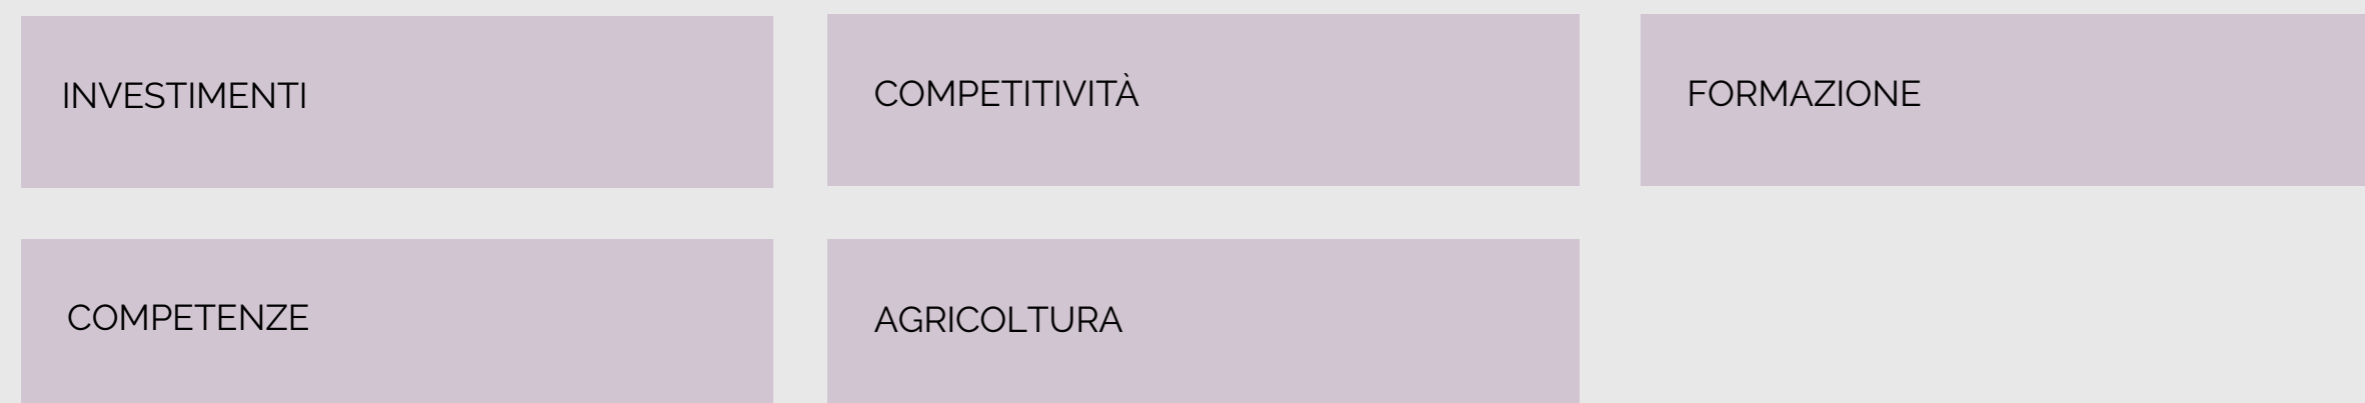 INVESTIMENTI
COMPETITIVITÀ
FORMAZIONE
COMPETENZE
AGRICOLTURA